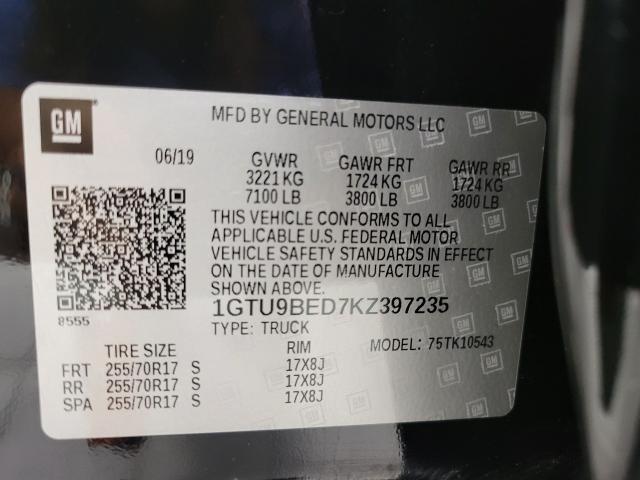 GM
MFD BY GENERAL MOTORS LLC
06/19 GVWR GAWR FRT GAWR RR
3221 KG 1724 KG 1724 KG
7100 LB 3800 LB 3800 LB
THIS VEHICLE CONFORMS TO ALL
APPLICABLE U.S. FEDERAL MOTOR
VEHICLE SAFETY STANDARDS IN EFFECT
ON THE DATE OF MANUFACTURE
SHOWN ABOVE.
8555
1GTU9BED7KZ397235
TYPE: TRUCK MODEL: 75TK10543
TIRE SIZE RIM
FRT 255/70R17 S 17X8J
RR 255/70R17 S 17X8J
SPA 255/70R17 S 17X8J